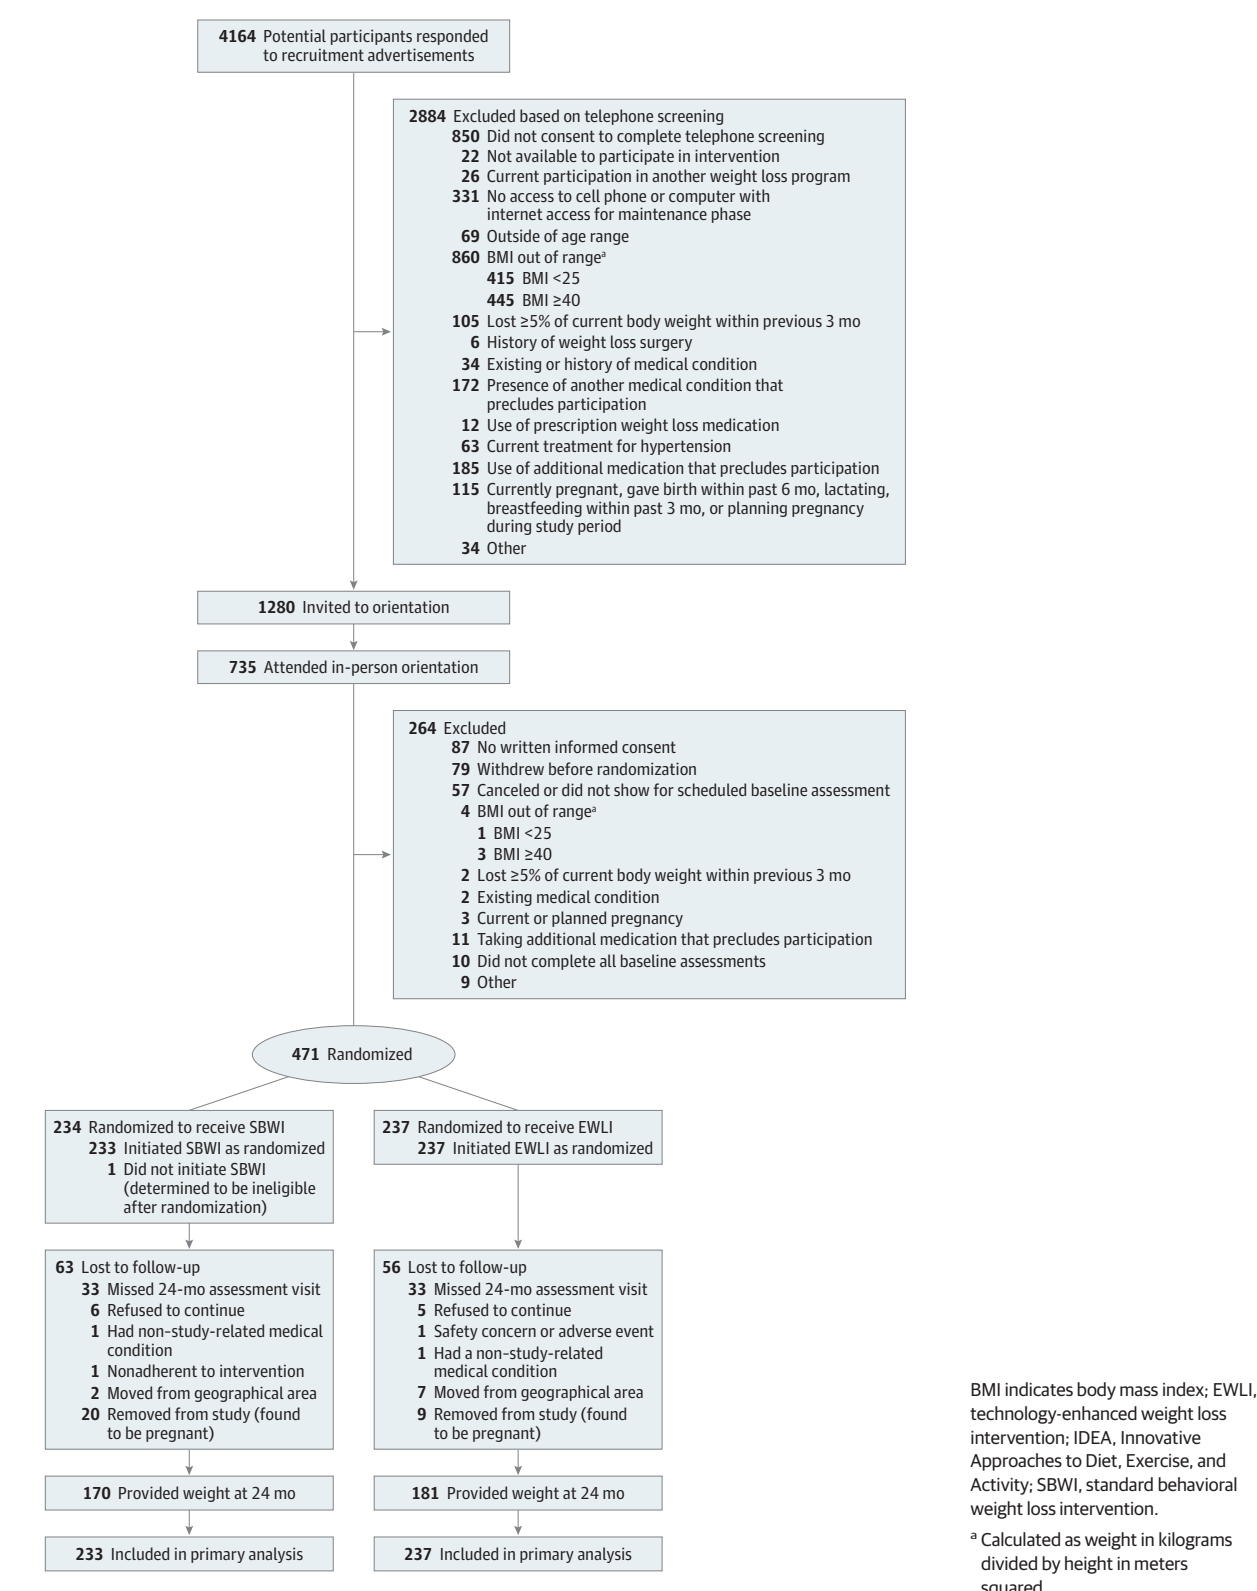 4164 Potential participants responded
to recruitment advertisements
2884 Excluded based on telephone screening
850 Did not consent to complete telephone screening
22 Not available to participate in intervention
26 Current participation in another weight loss program
331 No access to cell phone or computer with
internet access for maintenance phase
69 Outside of age range
860 BMI out of rangeᵃ
415 BMI <25
445 BMI ≥40
105 Lost ≥5% of current body weight within previous 3 mo
6 History of weight loss surgery
34 Existing or history of medical condition
172 Presence of another medical condition that
precludes participation
12 Use of prescription weight loss medication
63 Current treatment for hypertension
185 Use of additional medication that precludes participation
115 Currently pregnant, gave birth within past 6 mo, lactating,
breastfeeding within past 3 mo, or planning pregnancy
during study period
34 Other
1280 Invited to orientation
735 Attended in-person orientation
264 Excluded
87 No written informed consent
79 Withdrew before randomization
57 Canceled or did not show for scheduled baseline assessment
4 BMI out of rangeᵃ
1 BMI <25
3 BMI ≥40
2 Lost ≥5% of current body weight within previous 3 mo
2 Existing medical condition
3 Current or planned pregnancy
11 Taking additional medication that precludes participation
10 Did not complete all baseline assessments
9 Other
471 Randomized
234 Randomized to receive SBWI
233 Initiated SBWI as randomized
1 Did not initiate SBWI
(determined to be ineligible
after randomization)
237 Randomized to receive EWLI
237 Initiated EWLI as randomized
63 Lost to follow-up
33 Missed 24-mo assessment visit
6 Refused to continue
1 Had non–study-related medical
condition
1 Nonadherent to intervention
2 Moved from geographical area
20 Removed from study (found
to be pregnant)
56 Lost to follow-up
33 Missed 24-mo assessment visit
5 Refused to continue
1 Safety concern or adverse event
1 Had a non–study-related
medical condition
7 Moved from geographical area
9 Removed from study (found
to be pregnant)
170 Provided weight at 24 mo
181 Provided weight at 24 mo
233 Included in primary analysis
237 Included in primary analysis
BMI indicates body mass index; EWLI,
technology-enhanced weight loss
intervention; IDEA, Innovative
Approaches to Diet, Exercise, and
Activity; SBWI, standard behavioral
weight loss intervention.
ᵃ Calculated as weight in kilograms
divided by height in meters
squared